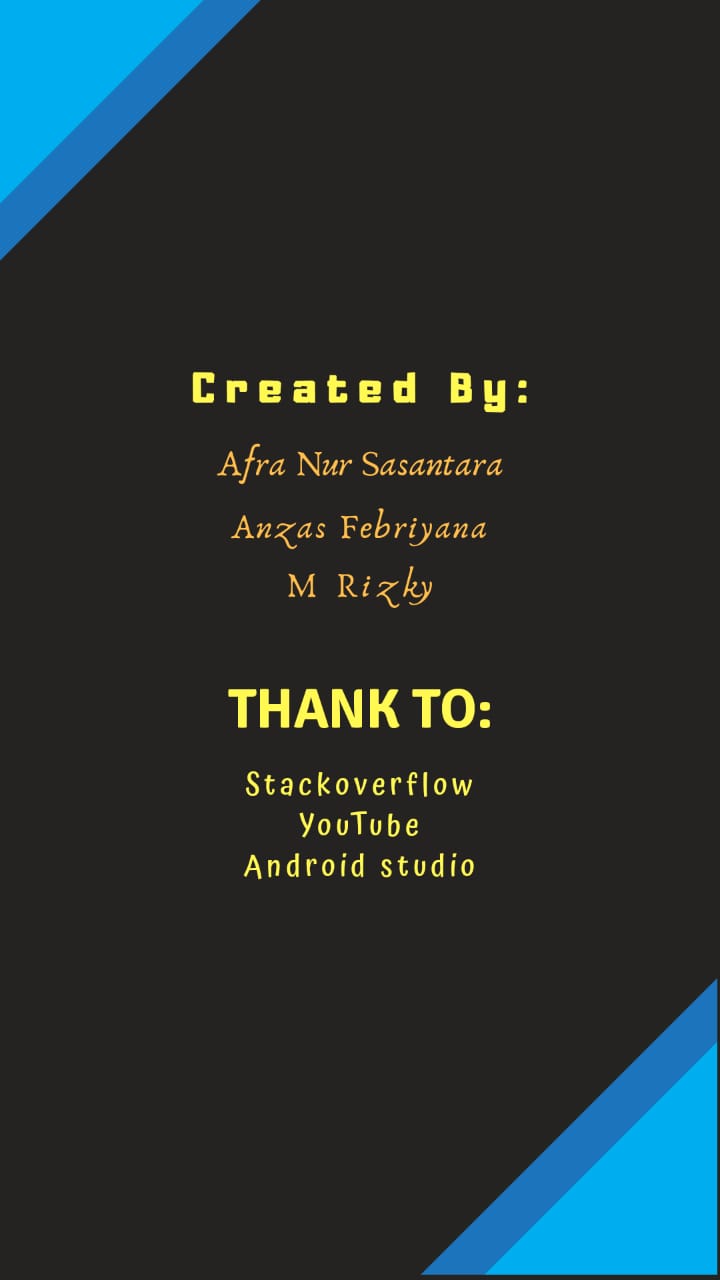 Created By:
Afra Nur Sasantara
Anzas Febriyana
M Rizky
THANK TO:
Stackoverflow
YouTube
Android studio